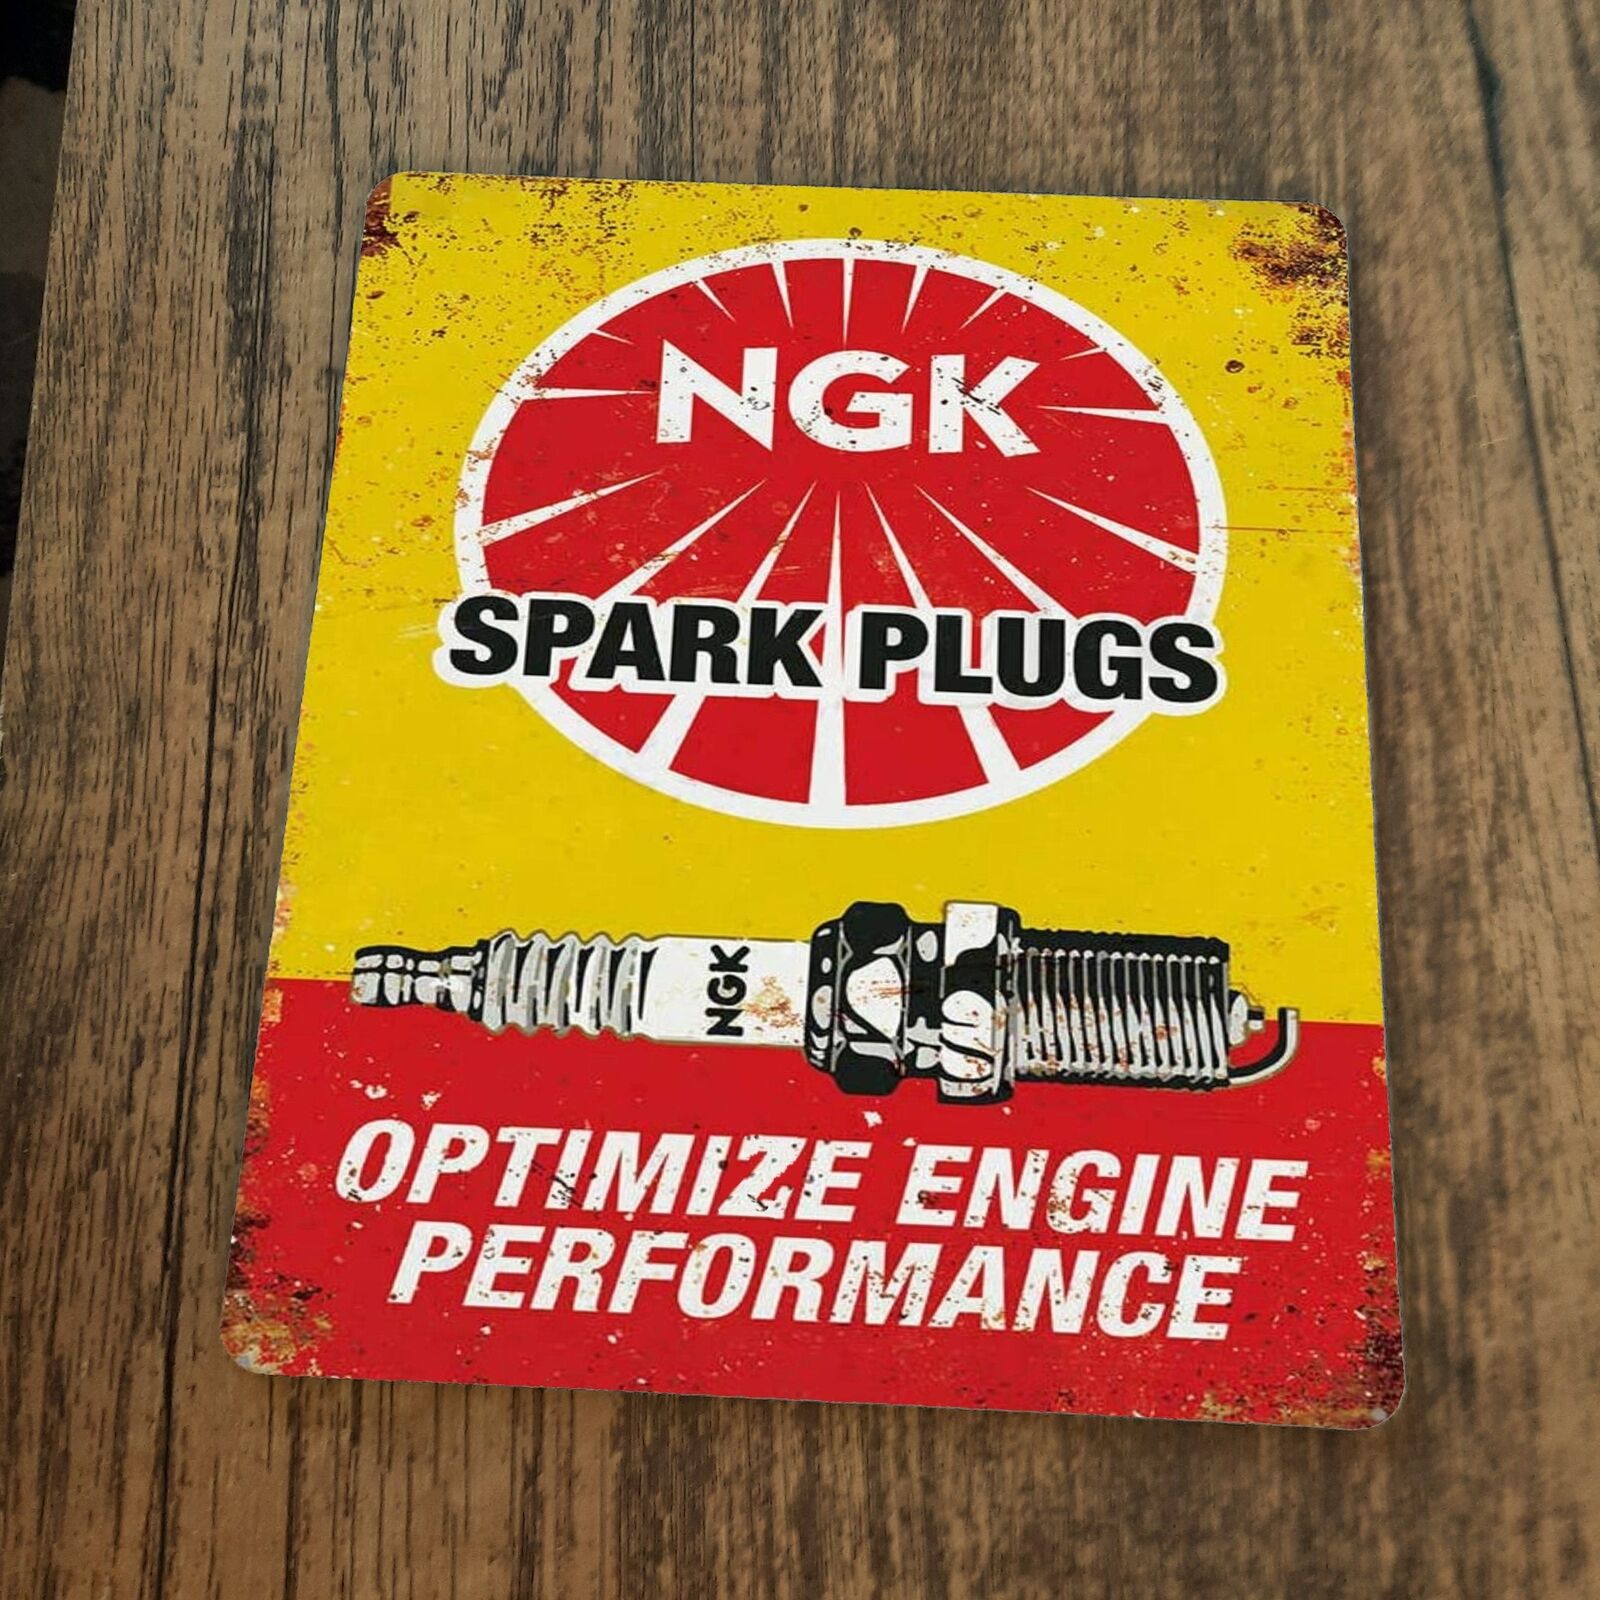 NGK
SPARK PLUGS
NGK
OPTIMIZE ENGINE
PERFORMANCE